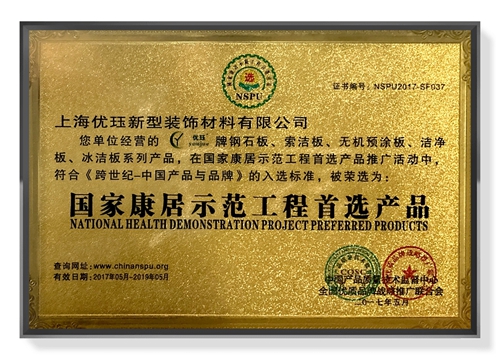 选
NSPU
证书编号：NSPU2017-SF037
上海优珏新型装饰材料有限公司
您单位经营的 优珏 牌钢石板、索洁板、无机预涂板、洁净
板、冰洁板系列产品，在国家康居示范工程首选产品推广活动中，
符合《跨世纪-中国产品与品牌》的入选标准，被荣选为：
国家康居示范工程首选产品
NATIONAL HEALTH DEMONSTRATION PROJECT PREFERRED PRODUCTS
查询网址：www.chinanspu.org
有效日期：2017年05月-2019年05月
中国产品质量技术监督中心
全国优质品牌战略推广联合会
二〇一七年五月